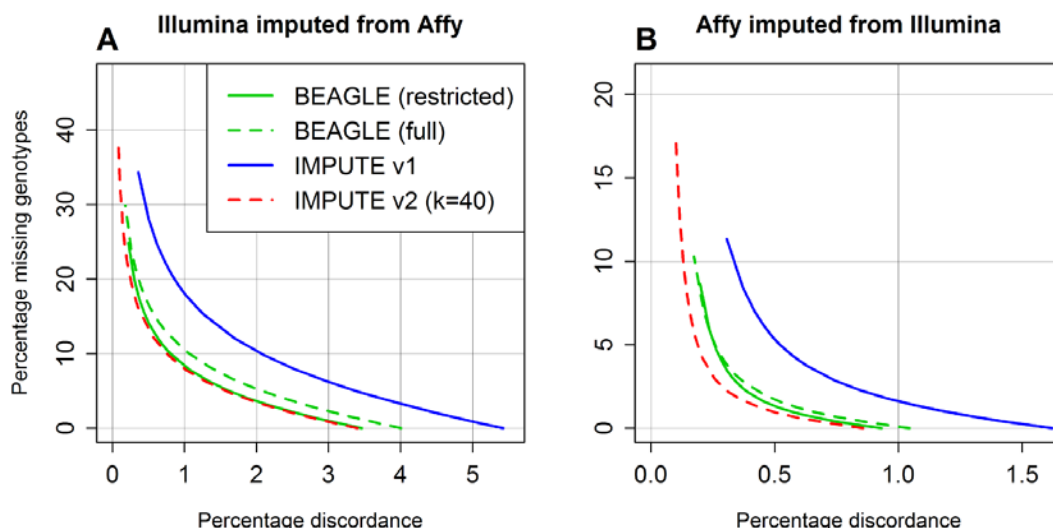 A
Illumina imputed from Affy
BEAGLE (restricted)
BEAGLE (full)
IMPUTE v1
IMPUTE v2 (k=40)
Percentage missing genotypes
40
30
20
10
0
0 1 2 3 4 5
Percentage discordance
B
Affy imputed from Illumina
20
15
10
5
0
0.0 0.5 1.0 1.5
Percentage discordance